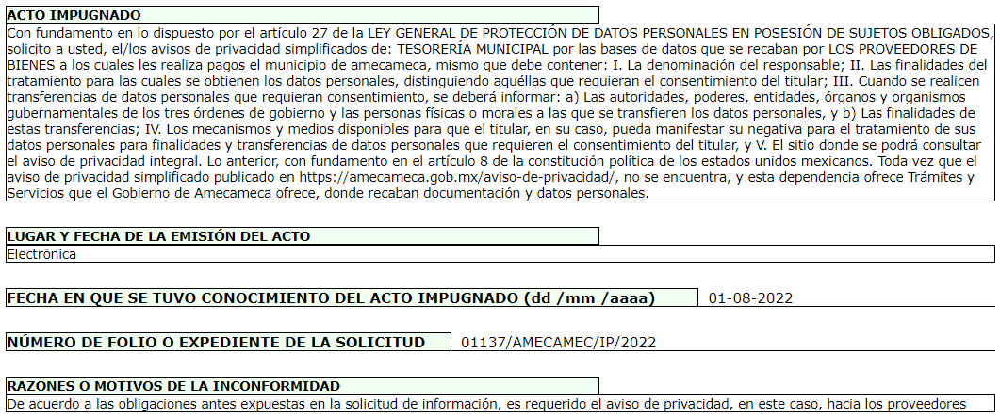 ACTO IMPUGNADO
Con fundamento en lo dispuesto por el artículo 27 de la LEY GENERAL DE PROTECCIÓN DE DATOS PERSONALES EN POSESIÓN DE SUJETOS OBLIGADOS,
solicito a usted, el/los avisos de privacidad simplificados de: TESORERÍA MUNICIPAL por las bases de datos que se recaban por LOS PROVEEDORES DE
BIENES a los cuales les realiza pagos el municipio de amecameca, mismo que debe contener: I. La denominación del responsable; II. Las finalidades del
tratamiento para las cuales se obtienen los datos personales, distinguiendo aquéllas que requieran el consentimiento del titular; III. Cuando se realicen
transferencias de datos personales que requieran consentimiento, se deberá informar: a) Las autoridades, poderes, entidades, órganos y organismos
gubernamentales de los tres órdenes de gobierno y las personas físicas o morales a las que se transfieren los datos personales, y b) Las finalidades de
estas transferencias; IV. Los mecanismos y medios disponibles para que el titular, en su caso, pueda manifestar su negativa para el tratamiento de sus
datos personales para finalidades y transferencias de datos personales que requieren el consentimiento del titular, y V. El sitio donde se podrá consultar
el aviso de privacidad integral. Lo anterior, con fundamento en el artículo 8 de la constitución política de los estados unidos mexicanos. Toda vez que el
aviso de privacidad simplificado publicado en https://amecameca.gob.mx/aviso-de-privacidad/, no se encuentra, y esta dependencia ofrece Trámites y
Servicios que el Gobierno de Amecameca ofrece, donde recaban documentación y datos personales.
LUGAR Y FECHA DE LA EMISIÓN DEL ACTO
Electrónica
FECHA EN QUE SE TUVO CONOCIMIENTO DEL ACTO IMPUGNADO (dd /mm /aaaa) 01-08-2022
NÚMERO DE FOLIO O EXPEDIENTE DE LA SOLICITUD 01137/AMECAMEC/IP/2022
RAZONES O MOTIVOS DE LA INCONFORMIDAD
De acuerdo a las obligaciones antes expuestas en la solicitud de información, es requerido el aviso de privacidad, en este caso, hacia los proveedores